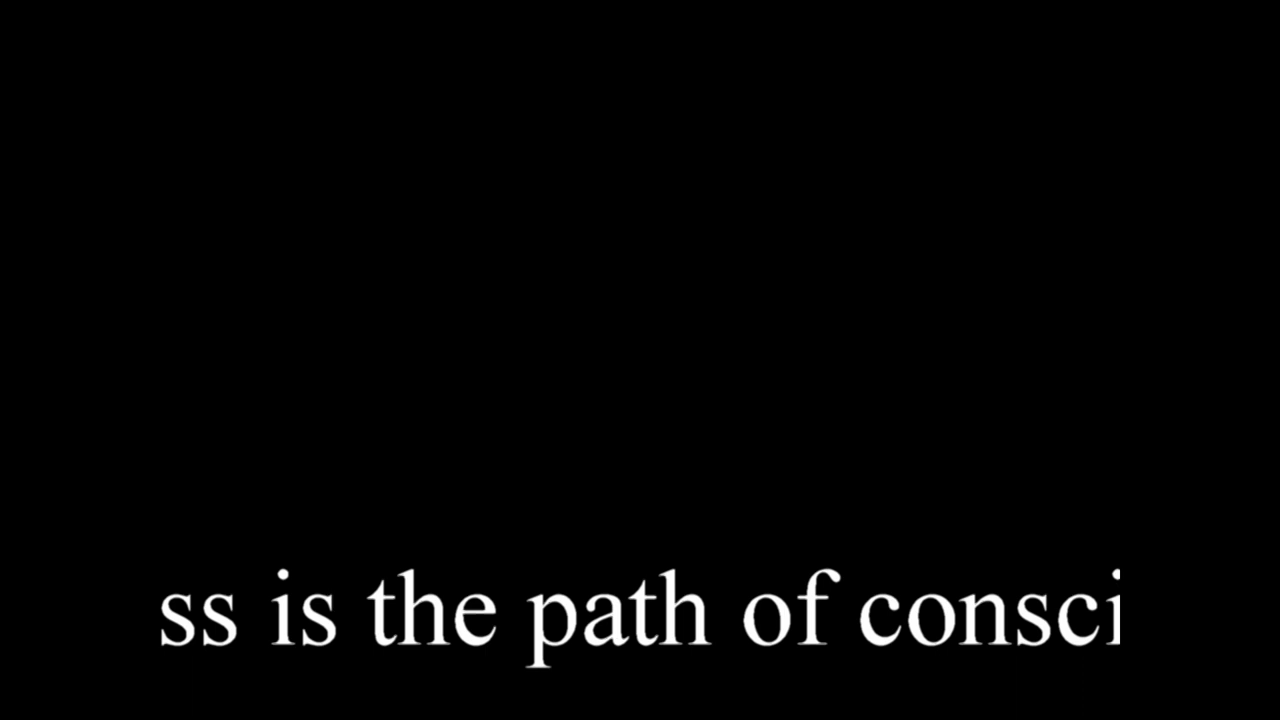 ss is the path of consci